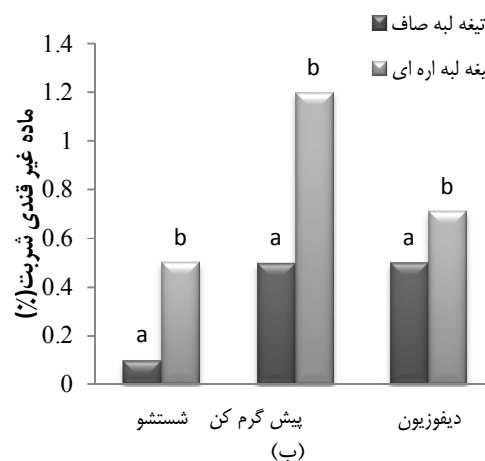 تیغه لبه صاف
تیغه لبه اره ای
ماده غیر قندی شربت(٪)
1.4
1.2
1
0.8
0.6
0.4
0.2
0
a
b
a
b
a
b
شستشو
پیش گرم کن
دیفوزیون
(ب)